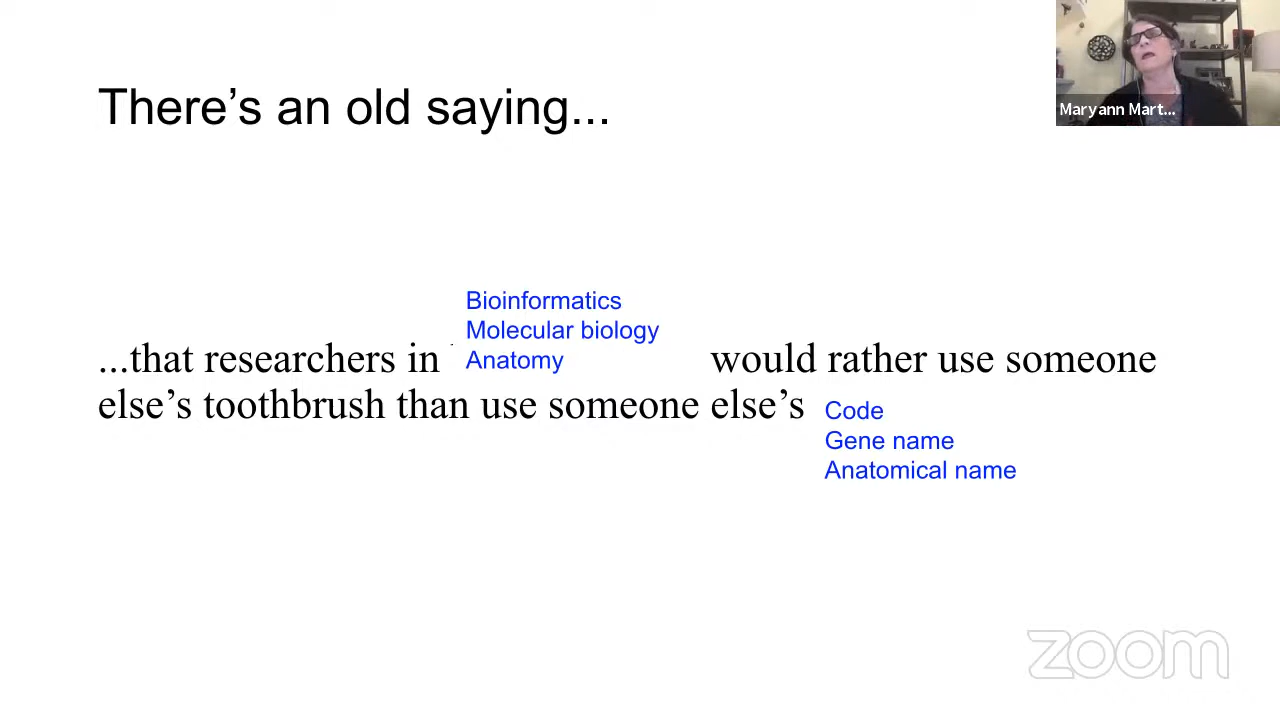 There's an old saying...
Maryann Mart...
Bioinformatics
Molecular biology
Anatomy
...that researchers in would rather use someone
else's toothbrush than use someone else's
Code
Gene name
Anatomical name
zoom